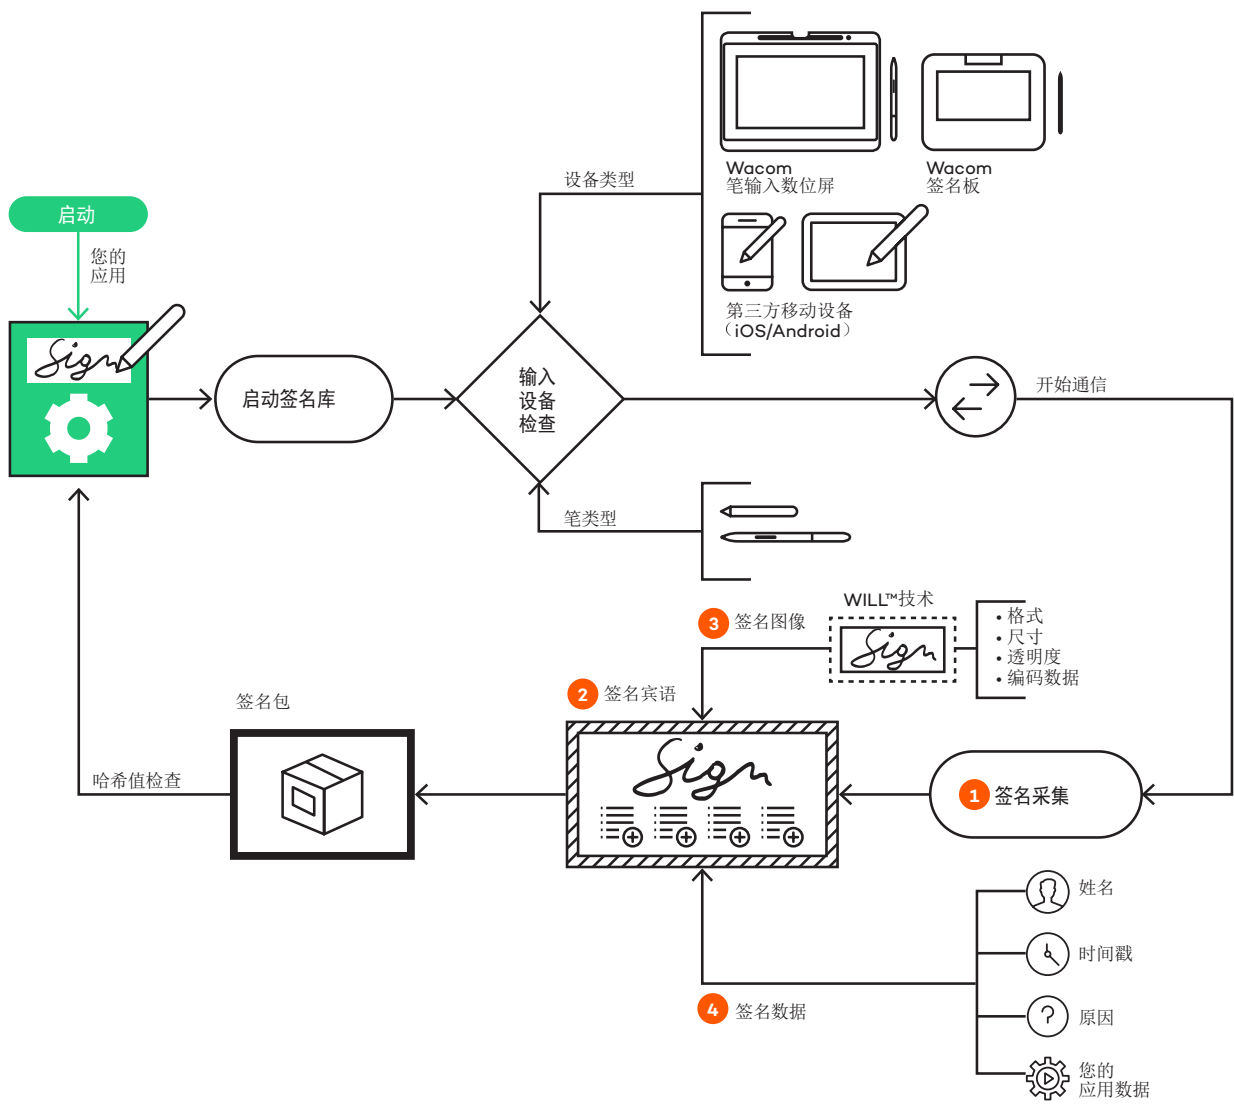 Wacom
笔输入数位屏
Wacom
签名板
设备类型
启动
您的
应用
第三方移动设备
（iOS/Android）
Sign
启动签名库
输入
设备
检查
开始通信
笔类型
WILL™技术
3 签名图像
Sign
• 格式
• 尺寸
• 透明度
• 编码数据
2 签名宾语
签名包
Sign
哈希值检查
1 签名采集
姓名
时间戳
4 签名数据
原因
您的
应用数据